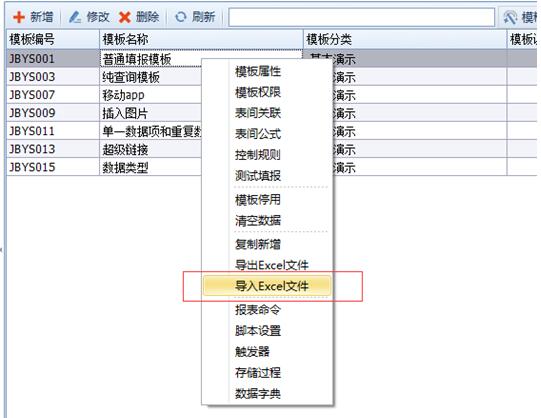 新增 修改 删除 刷新 模板
模板编号 模板名称 模板分类
JBYS001 普通填报模板 基本演示
JBYS003 纯查询模板 演示
JBYS007 移动app 演示
JBYS009 插入图片 演示
JBYS011 单一数据项和重复数 演示
JBYS013 超级链接 演示
JBYS015 数据类型 演示
模板属性
模板权限
表间关联
表间公式
控制规则
测试填报
模板停用
清空数据
复制新增
导出Excel文件
导入Excel文件
报表命令
脚本设置
触发器
存储过程
数据字典